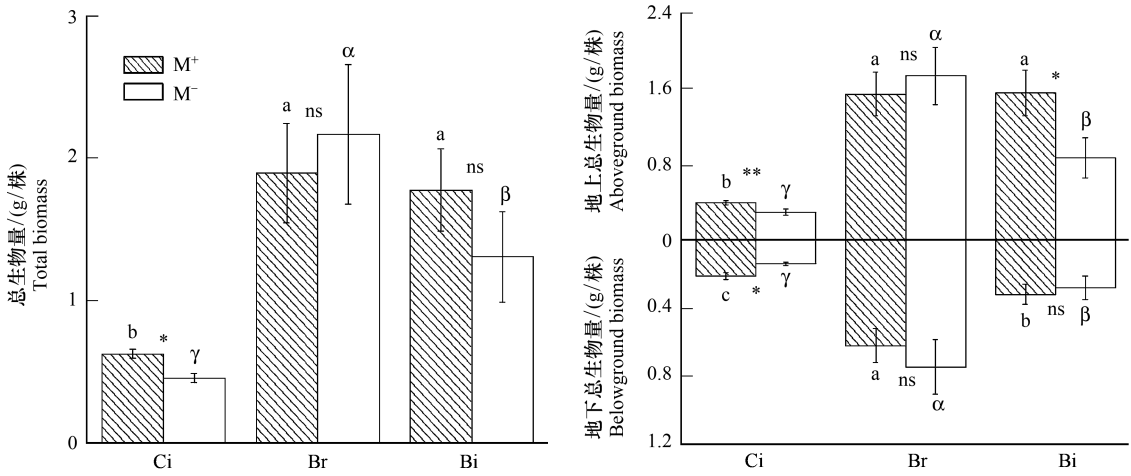 总生物量/(g/株)
Total biomass
3
2
1
0
M⁺
M⁻
b
*
γ
a
ns
α
a
ns
β
Ci
Br
Bi
地上总生物量/(g/株)
Aboveground biomass
地下总生物量/(g/株)
Belowground biomass
2.4
1.6
0.8
0
0.4
0.8
1.2
b
**
γ
a
ns
α
a
*
β
c
*
γ
a
ns
α
b
ns
β
Ci
Br
Bi